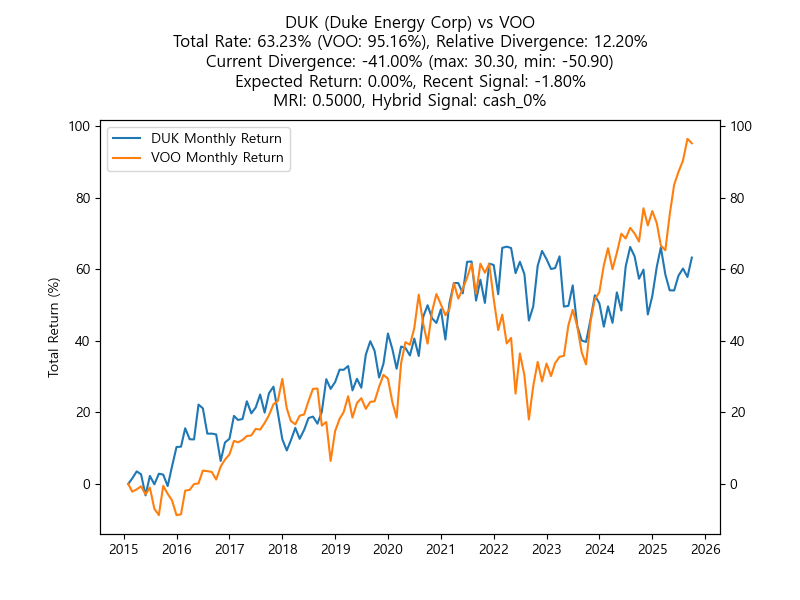 DUK (Duke Energy Corp) vs VOO
Total Rate: 63.23% (VOO: 95.16%), Relative Divergence: 12.20%
Current Divergence: -41.00% (max: 30.30, min: -50.90)
Expected Return: 0.00%, Recent Signal: -1.80%
MRI: 0.5000, Hybrid Signal: cash_0%
DUK Monthly Return
VOO Monthly Return
Total Return (%)
100
80
60
40
20
0
100
80
60
40
20
0
2015 2016 2017 2018 2019 2020 2021 2022 2023 2024 2025 2026